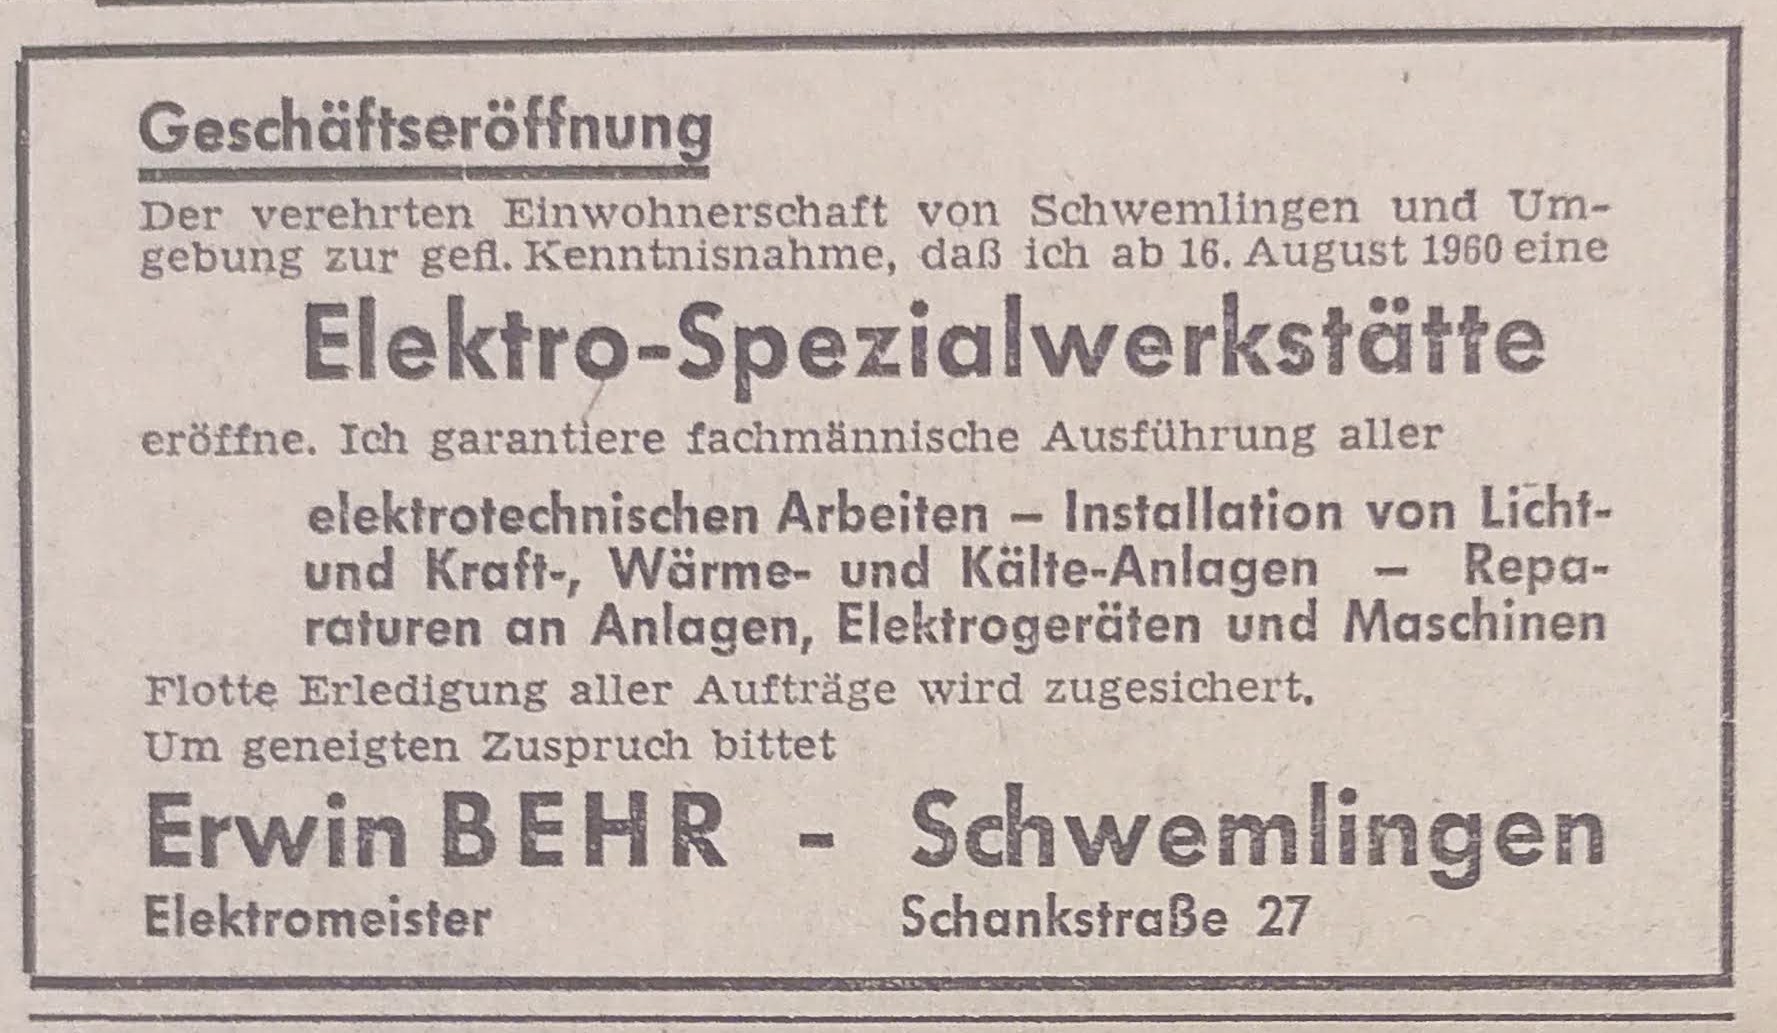 Geschäftseröffnung
Der verehrten Einwohnerschaft von Schwemlingen und Um-
gebung zur gefl. Kenntnisnahme, daß ich ab 16. August 1960 eine
Elektro-Spezialwerkstätte
eröffne. Ich garantiere fachmännische Ausführung aller
elektrotechnischen Arbeiten – Installation von Licht-
und Kraft-, Wärme- und Kälte-Anlagen – Repa-
raturen an Anlagen, Elektrogeräten und Maschinen
Flotte Erledigung aller Aufträge wird zugesichert.
Um geneigten Zuspruch bittet
Erwin BEHR - Schwemlingen
Elektromeister Schankstraße 27